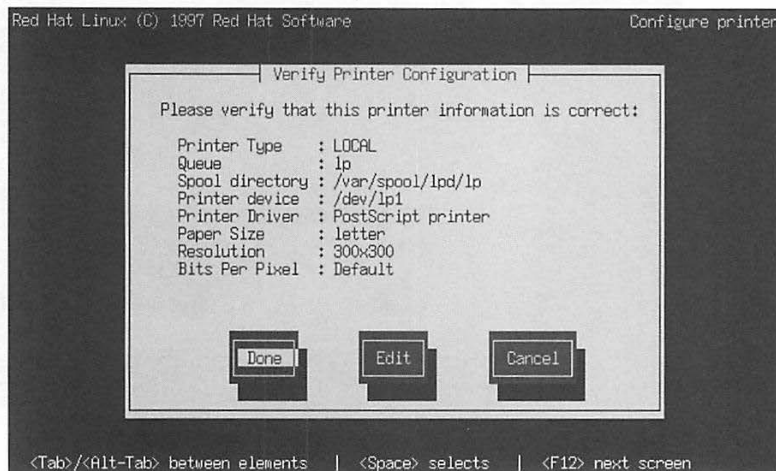 Red Hat Linux (C) 1997 Red Hat Software Configure printer
Verify Printer Configuration
Please verify that this printer information is correct:
Printer Type : LOCAL
Queue : lp
Spool directory : /var/spool/lpd/lp
Printer device : /dev/lp1
Printer Driver : PostScript printer
Paper Size : letter
Resolution : 300x300
Bits Per Pixel : Default
Done Edit Cancel
<Tab>/<Alt-Tab> between elements | <Space> selects | <F12> next screen